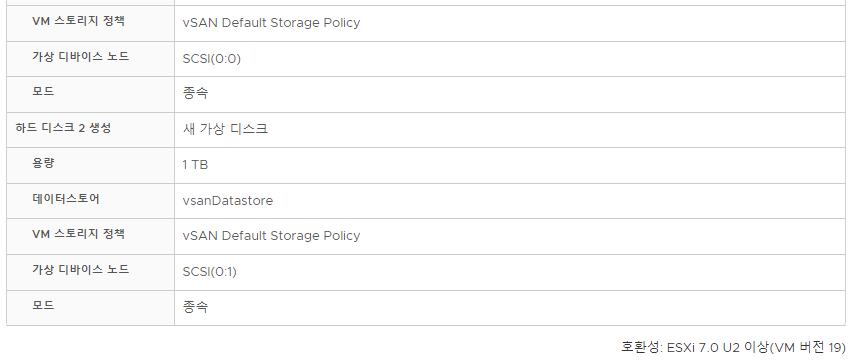 VM 스토리지 정책 vSAN Default Storage Policy
가상 디바이스 노드 SCSI(0:0)
모드 종속
하드 디스크 2 생성 새 가상 디스크
용량 1 TB
데이터스토어 vsanDatastore
VM 스토리지 정책 vSAN Default Storage Policy
가상 디바이스 노드 SCSI(0:1)
모드 종속
호환성: ESXi 7.0 U2 이상(VM 버전 19)